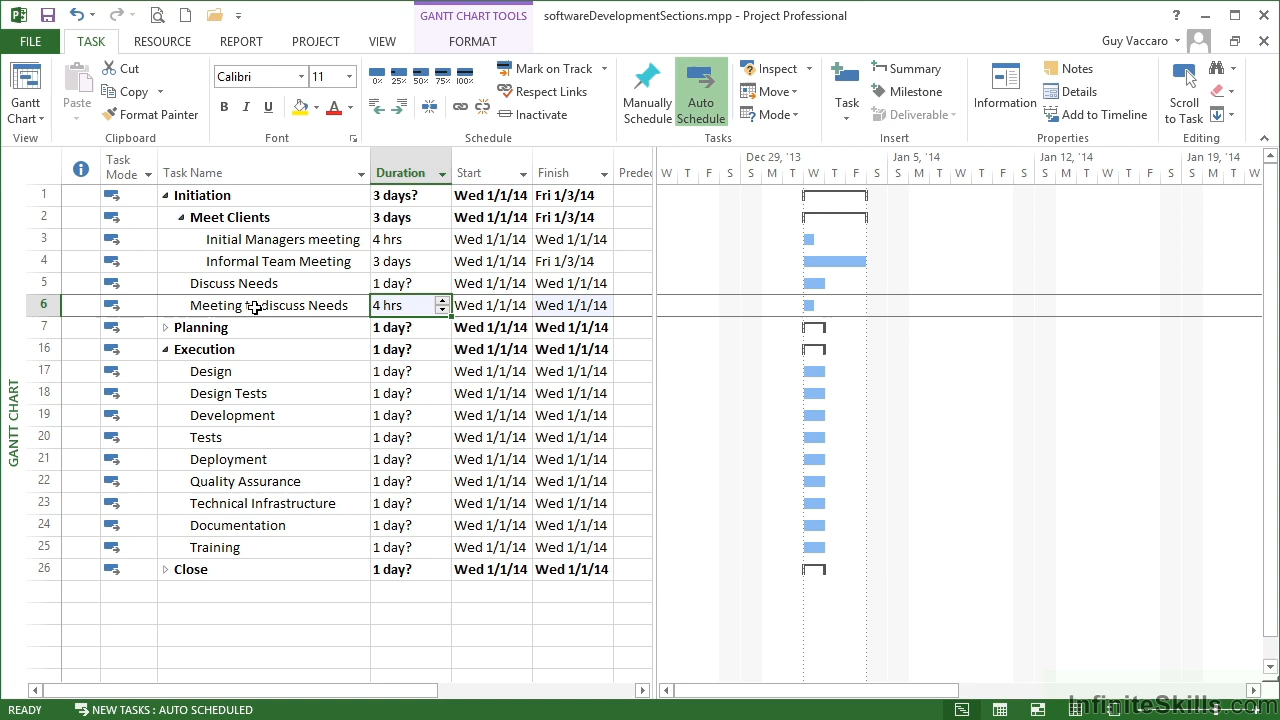 GANTT CHART TOOLS
softwareDevelopmentSections.mpp - Project Professional
?
FILE TASK RESOURCE REPORT PROJECT VIEW FORMAT
Guy Vaccaro
Gantt Chart
View
Paste
Cut
Copy
Format Painter
Clipboard
Calibri 11
B I U A
Font
0% 25% 50% 75% 100%
Mark on Track
Respect Links
Inactivate
Schedule
Manually Schedule
Auto Schedule
Inspect
Move
Mode
Tasks
Task
Summary
Milestone
Deliverable
Insert
Information
Notes
Details
Add to Timeline
Properties
Scroll to Task
Editing
Task Mode Task Name Duration Start Finish Predec
Dec 29, '13 Jan 5, '14 Jan 12, '14 Jan 19, '14
W T F S S M T W T F S S M T W T F S S M T W T F S S M T W
1 Initiation 3 days? Wed 1/1/14 Fri 1/3/14
2 Meet Clients 3 days Wed 1/1/14 Fri 1/3/14
3 Initial Managers meeting 4 hrs Wed 1/1/14 Wed 1/1/14
4 Informal Team Meeting 3 days Wed 1/1/14 Fri 1/3/14
5 Discuss Needs 1 day? Wed 1/1/14 Wed 1/1/14
6 Meeting discuss Needs 4 hrs Wed 1/1/14 Wed 1/1/14
7 Planning 1 day? Wed 1/1/14 Wed 1/1/14
16 Execution 1 day? Wed 1/1/14 Wed 1/1/14
17 Design 1 day? Wed 1/1/14 Wed 1/1/14
18 Design Tests 1 day? Wed 1/1/14 Wed 1/1/14
19 Development 1 day? Wed 1/1/14 Wed 1/1/14
20 Tests 1 day? Wed 1/1/14 Wed 1/1/14
21 Deployment 1 day? Wed 1/1/14 Wed 1/1/14
22 Quality Assurance 1 day? Wed 1/1/14 Wed 1/1/14
23 Technical Infrastructure 1 day? Wed 1/1/14 Wed 1/1/14
24 Documentation 1 day? Wed 1/1/14 Wed 1/1/14
25 Training 1 day? Wed 1/1/14 Wed 1/1/14
26 Close 1 day? Wed 1/1/14 Wed 1/1/14
GANTT CHART
READY NEW TASKS : AUTO SCHEDULED
InfiniteSkills.com